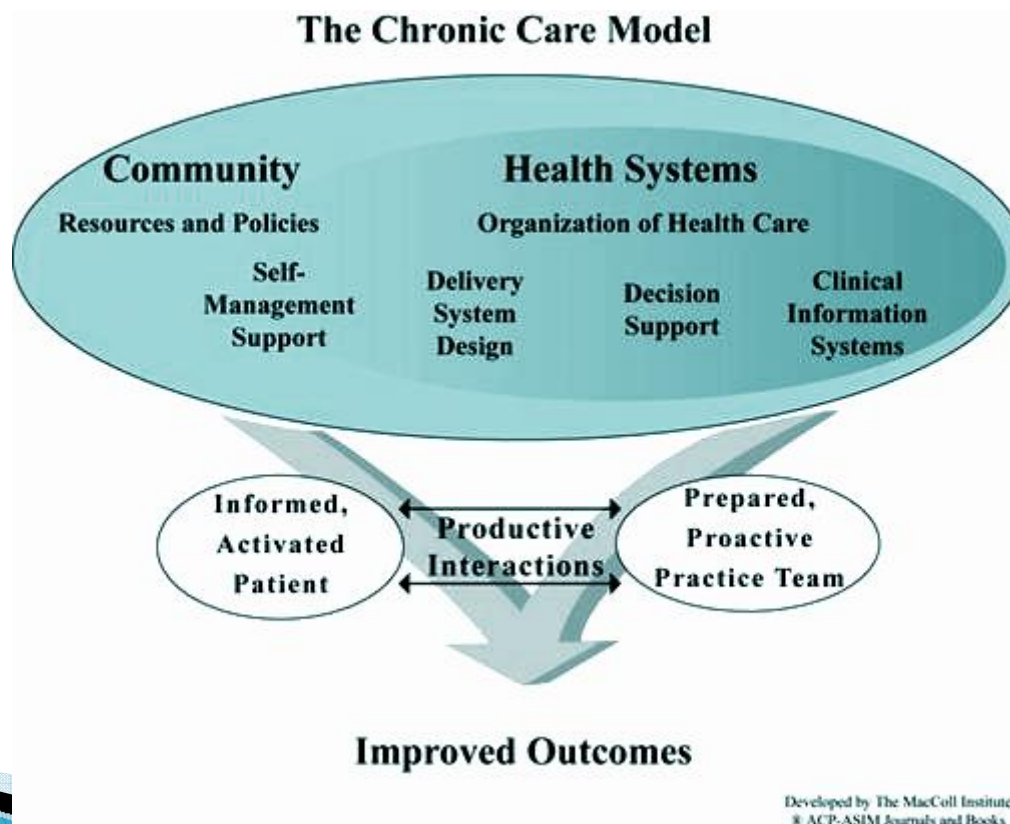 The Chronic Care Model
Community
Resources and Policies
Health Systems
Organization of Health Care
Self-
Management
Support
Delivery
System
Design
Decision
Support
Clinical
Information
Systems
Informed,
Activated
Patient
Productive
Interactions
Prepared,
Proactive
Practice Team
Improved Outcomes
Developed by The MacColl Institute
® ACP-ASIM Journals and Books